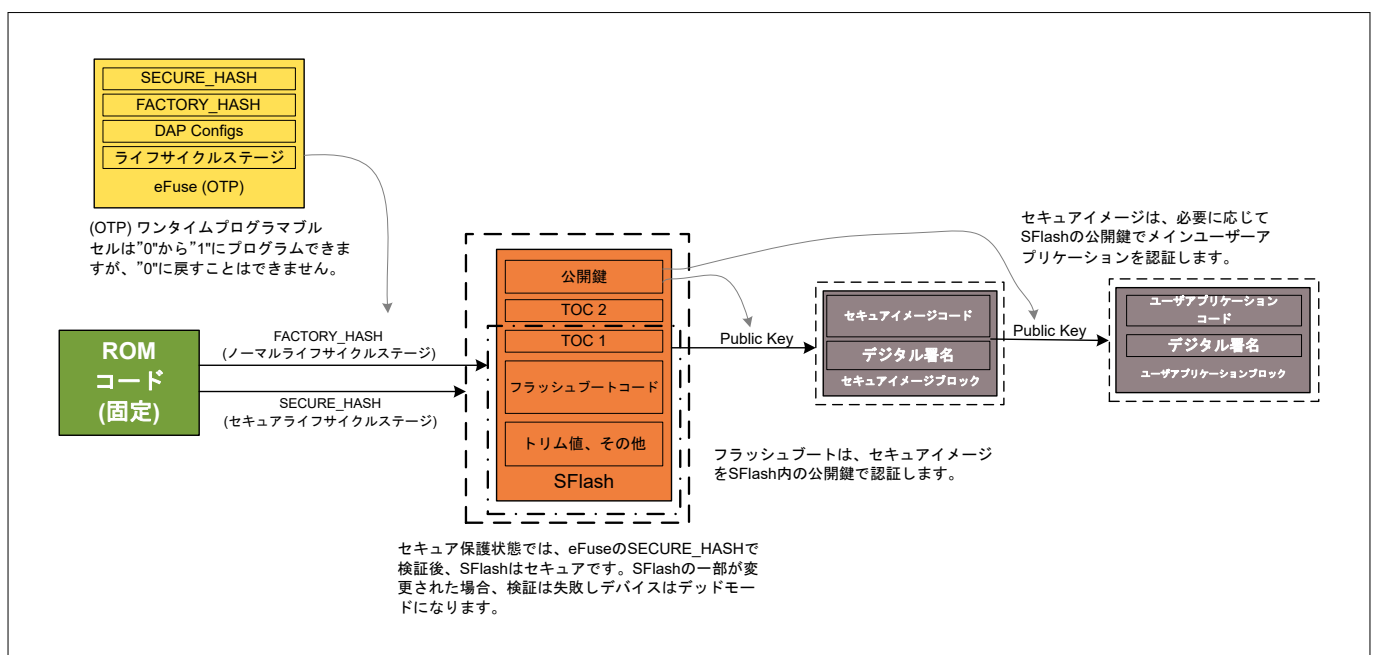 SECURE_HASH
FACTORY_HASH
DAP Configs
ライフサイクルステージ
eFuse (OTP)
(OTP) ワンタイムプログラマブル
セルは”0"から”1"にプログラムできま
すが、”0"に戻すことはできません。
ROM
コード
(固定)
FACTORY_HASH
(ノーマルライフサイクルステージ)
SECURE_HASH
(セキュアライフサイクルステージ)
公開鍵
TOC 2
TOC 1
フラッシュブートコード
トリム値、その他
SFlash
セキュア保護状態では、eFuseのSECURE_HASHで
検証後、SFlashはセキュアです。SFlashの一部が変
更された場合、検証は失敗しデバイスはデッドモー
ドになります。
Public Key
セキュアイメージコード
デジタル署名
セキュアイメージブロック
フラッシュブートは、セキュアイメージ
をSFlash内の公開鍵で認証します。
セキュアイメージは、必要に応じて
SFlashの公開鍵でメインユーザーア
プリケーションを認証します。
Public Key
ユーザアプリケーション
コード
デジタル署名
ユーザアプリケーションブロック